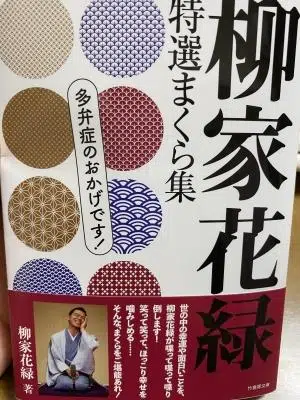 柳家花緑
特選まくら集
多弁症のおかげです!
世の中の素敵や面白いことを、
柳家花緑が喋って喋って喋り
倒します!
笑って笑って、ほっこり幸せを
噛みしめる……
そんな、まくらをご堪能あれ!
柳家花緑 著
竹書房文庫